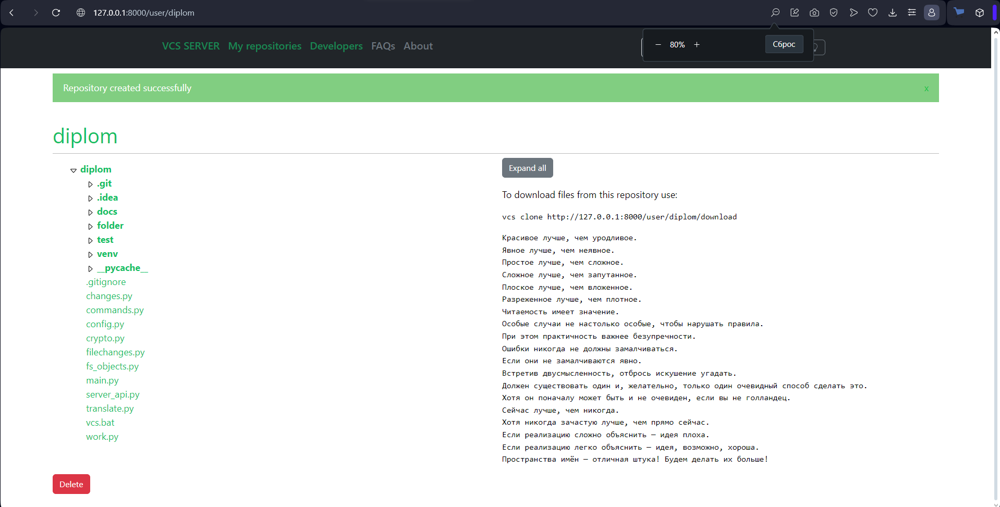 127.0.0.1:8000/user/diplom
80%
Сброс
VCS SERVER My repositories Developers FAQs About
Repository created successfully
x
diplom
diplom
.git
.idea
docs
folder
test
venv
__pycache__
.gitignore
changes.py
commands.py
config.py
crypto.py
filechanges.py
fs_objects.py
main.py
server_api.py
translate.py
vcs.bat
work.py
Delete
Expand all
To download files from this repository use:
vcs clone http://127.0.0.1:8000/user/diplom/download
Красивое лучше, чем уродливое.
Явное лучше, чем неявное.
Простое лучше, чем сложное.
Сложное лучше, чем запутанное.
Плоское лучше, чем вложенное.
Разреженное лучше, чем плотное.
Читаемость имеет значение.
Особые случаи не настолько особые, чтобы нарушать правила.
При этом практичность важнее безупречности.
Ошибки никогда не должны замалчиваться.
Если они не замалчиваются явно.
Встретив двусмысленность, отбрось искушение угадать.
Должен существовать один и, желательно, только один очевидный способ сделать это.
Хотя он поначалу может быть и не очевиден, если вы не голландец.
Сейчас лучше, чем никогда.
Хотя никогда зачастую лучше, чем прямо сейчас.
Если реализацию сложно объяснить — идея плоха.
Если реализацию легко объяснить — идея, возможно, хороша.
Пространства имён — отличная штука! Будем делать их больше!